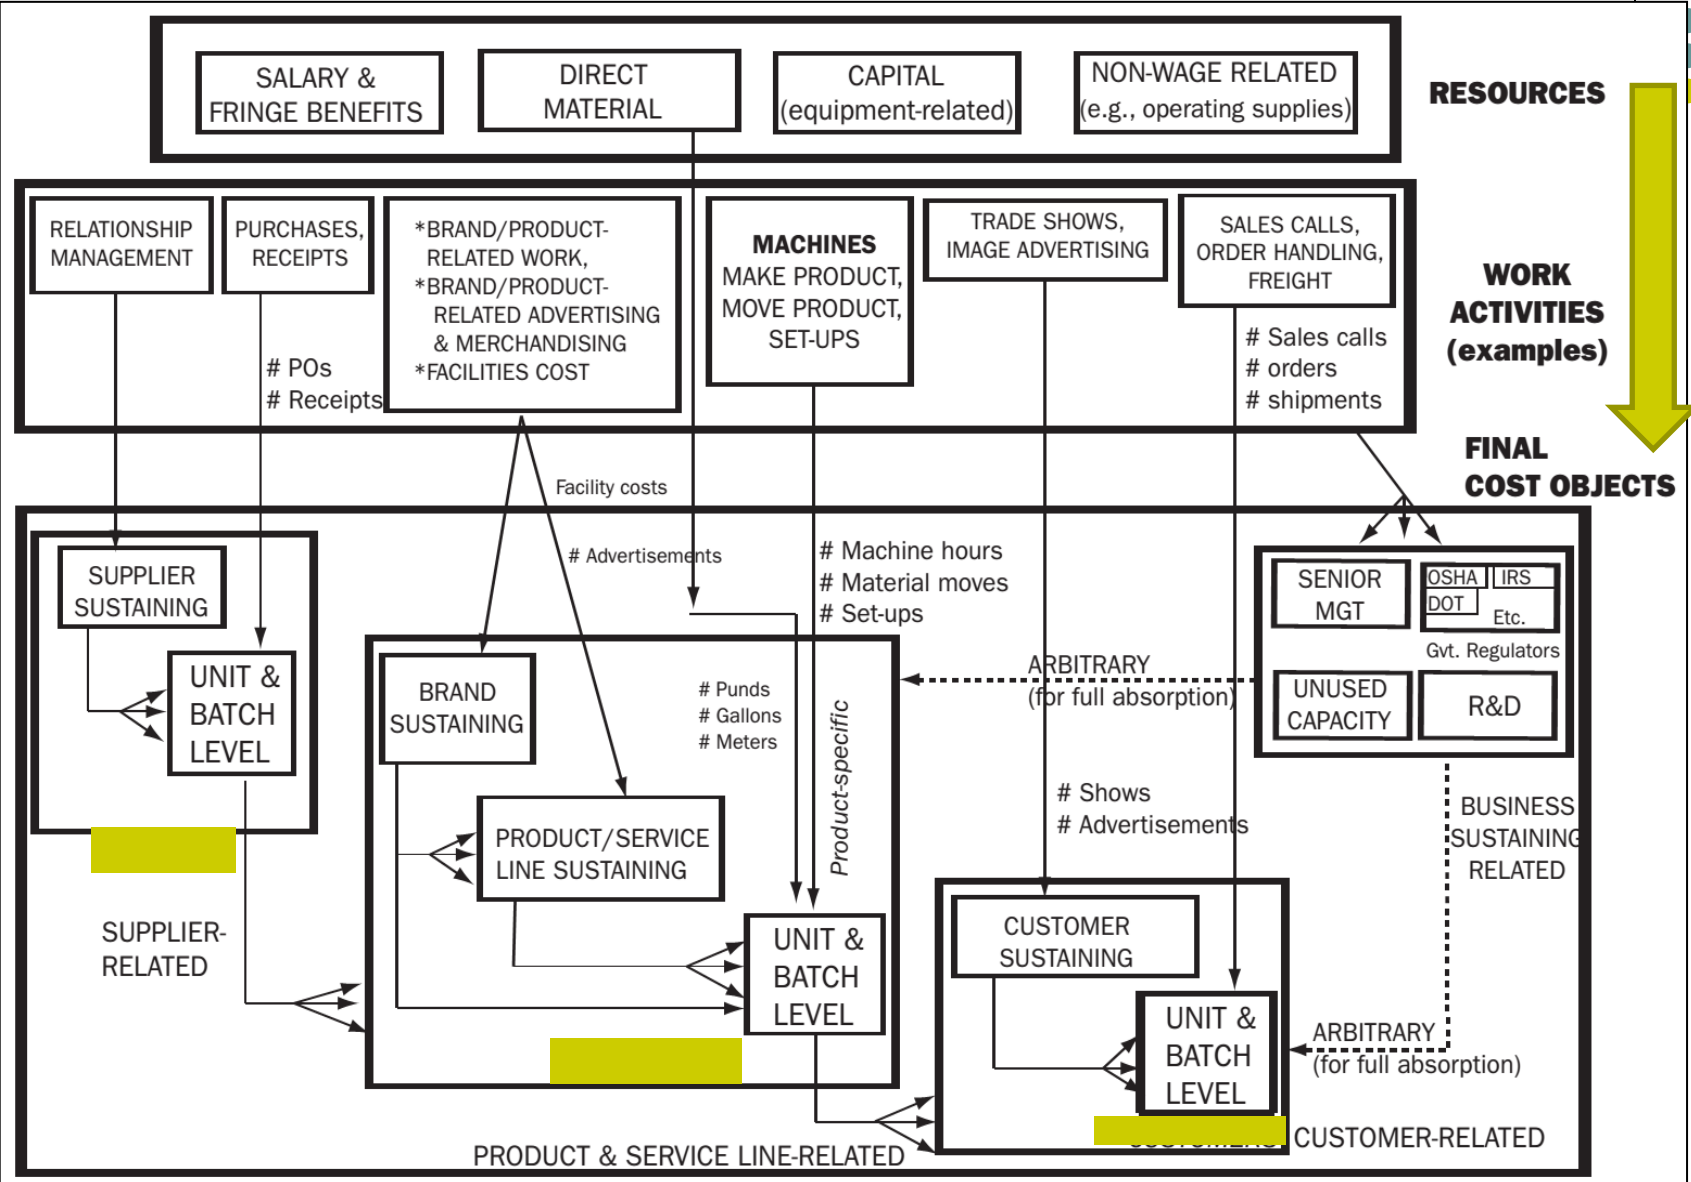 SALARY &
FRINGE BENEFITS
DIRECT
MATERIAL
CAPITAL
(equipment-related)
NON-WAGE RELATED
(e.g., operating supplies)
RESOURCES
RELATIONSHIP
MANAGEMENT
PURCHASES,
RECEIPTS
*BRAND/PRODUCT-
RELATED WORK,
*BRAND/PRODUCT-
RELATED ADVERTISING
& MERCHANDISING
*FACILITIES COST
MACHINES
MAKE PRODUCT,
MOVE PRODUCT,
SET-UPS
TRADE SHOWS,
IMAGE ADVERTISING
SALES CALLS,
ORDER HANDLING,
FREIGHT
WORK
ACTIVITIES
(examples)
# POs
# Receipts
# Sales calls
# orders
# shipments
FINAL
COST OBJECTS
Facility costs
# Advertisements
# Machine hours
# Material moves
# Set-ups
SUPPLIER
SUSTAINING
UNIT &
BATCH
LEVEL
SUPPLIER-
RELATED
BRAND
SUSTAINING
# Punds
# Gallons
# Meters
Product-specific
PRODUCT/SERVICE
LINE SUSTAINING
UNIT &
BATCH
LEVEL
PRODUCT & SERVICE LINE-RELATED
ARBITRARY
(for full absorption)
SENIOR
MGT
OSHA
IRS
DOT
Etc.
Gvt. Regulators
UNUSED
CAPACITY
R&D
BUSINESS
SUSTAINING
RELATED
# Shows
# Advertisements
CUSTOMER
SUSTAINING
UNIT &
BATCH
LEVEL
ARBITRARY
(for full absorption)
CUSTOMER-RELATED